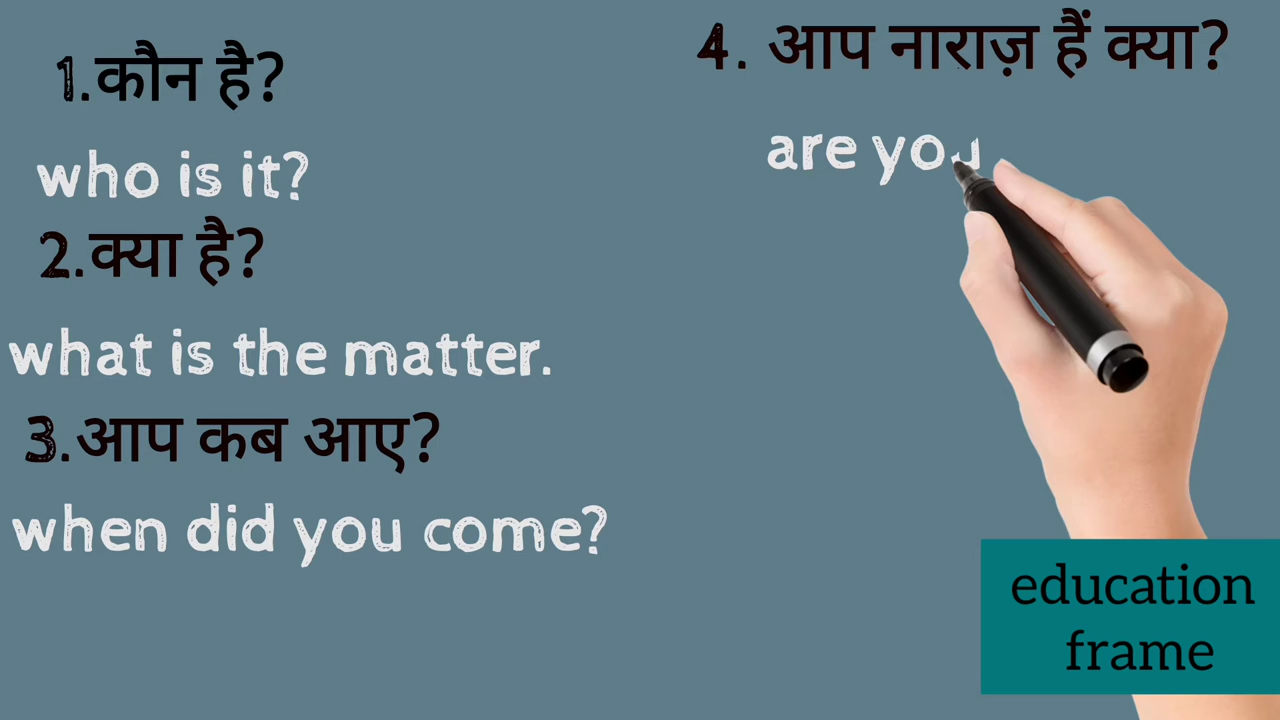 1.कौन है?
who is it?
2.क्या है?
what is the matter.
3.आप कब आए?
when did you come?
4. आप नाराज़ हैं क्या?
are you
education
frame